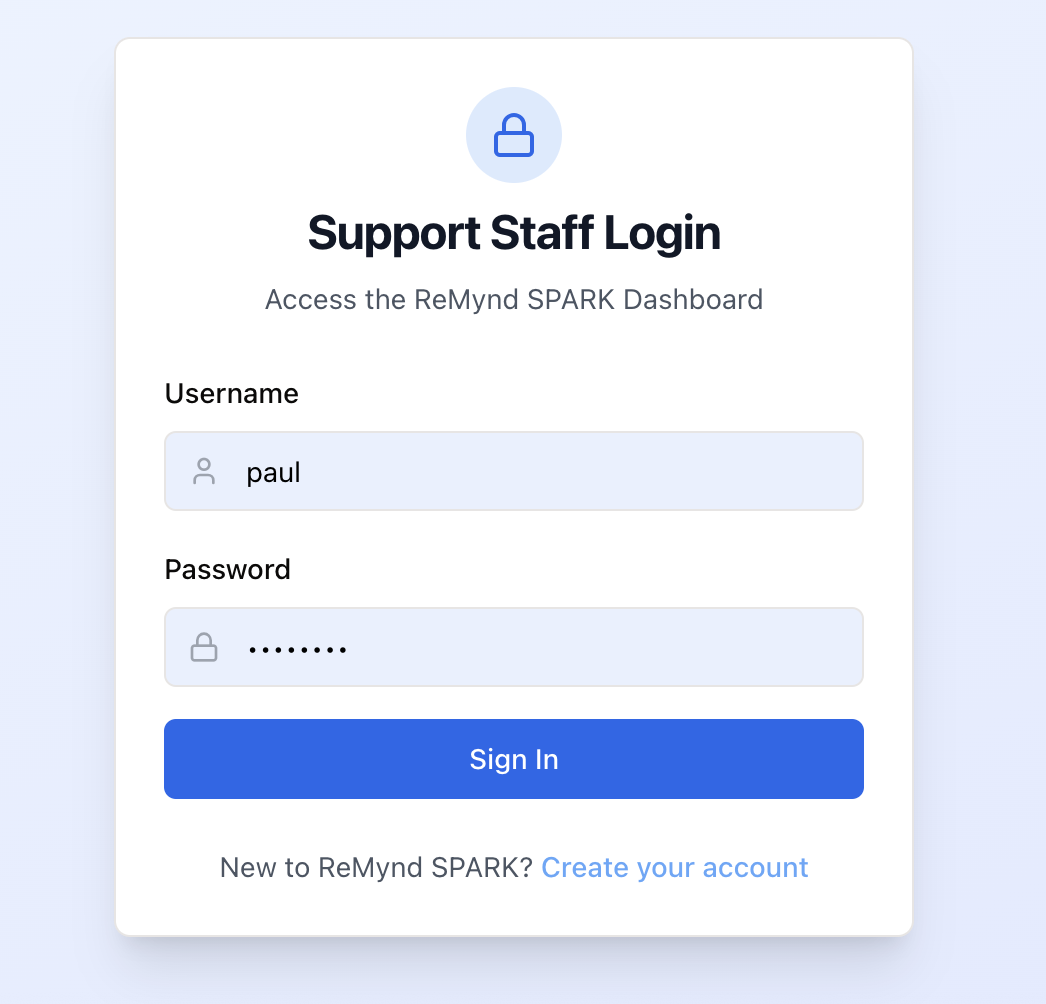 Support Staff Login
Access the ReMynd SPARK Dashboard
Username
paul
Password
••••••••
Sign In
New to ReMynd SPARK? Create your account